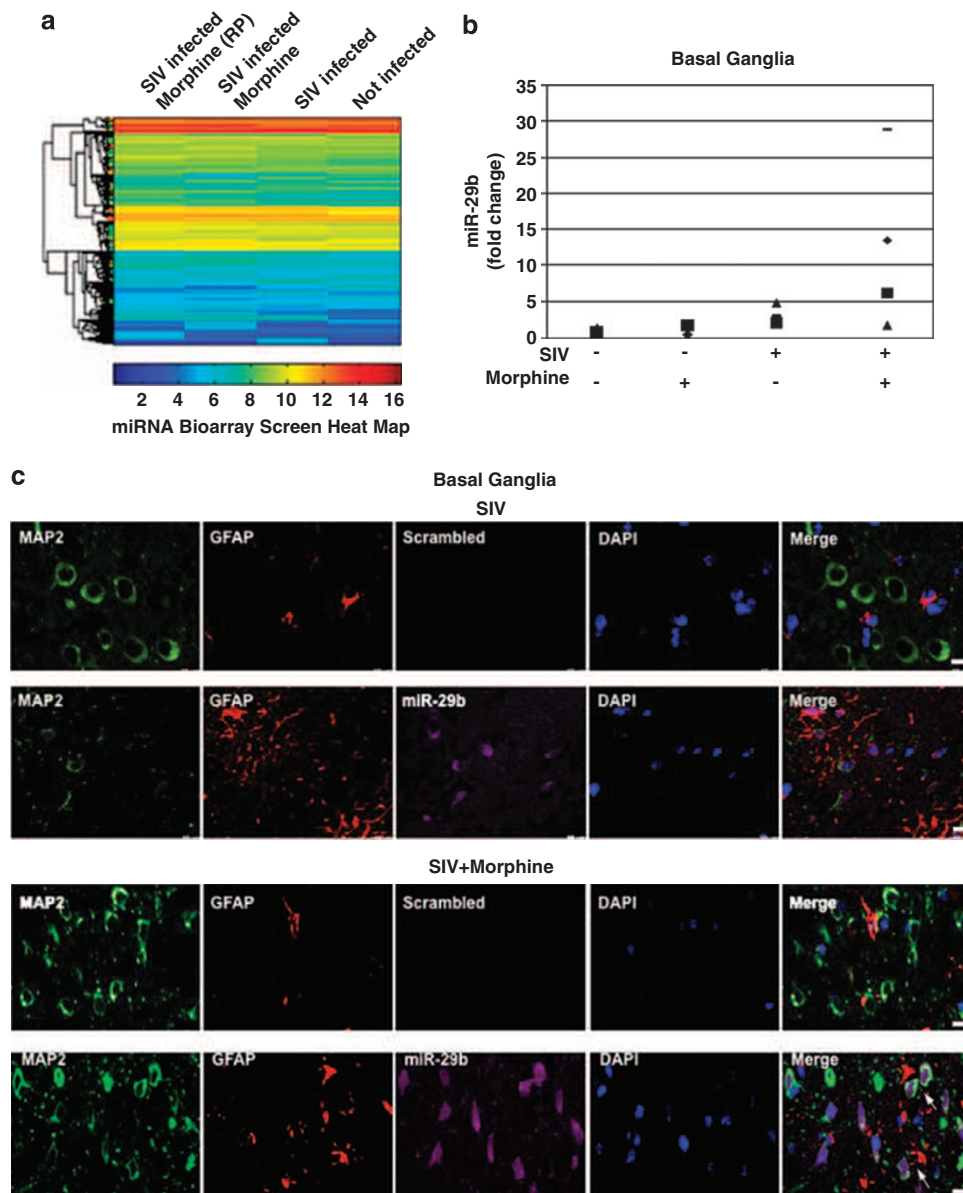 a
SIV infected
Morphine (RP)
SIV infected
Morphine
SIV infected
Not infected
2 4 6 8 10 12 14 16
miRNA Bioarray Screen Heat Map
b
Basal Ganglia
miR-29b
(fold change)
35
30
25
20
15
10
5
0
SIV - - + +
Morphine - + - +
c
Basal Ganglia
SIV
MAP2 GFAP Scrambled DAPI Merge
MAP2 GFAP miR-29b DAPI Merge
SIV+Morphine
MAP2 GFAP Scrambled DAPI Merge
MAP2 GFAP miR-29b DAPI Merge